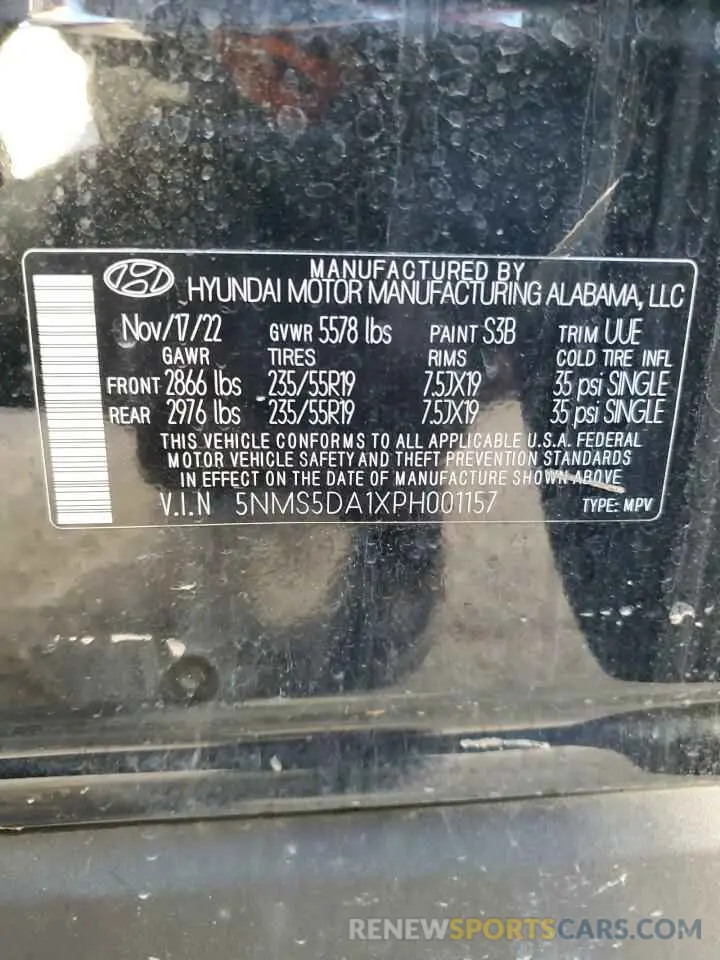 MANUFACTURED BY
HYUNDAI MOTOR MANUFACTURING ALABAMA, LLC
Nov/17/22 GVWR 5578 lbs PAINT S3B TRIM UUE
GAWR TIRES RIMS COLD TIRE INFL
FRONT 2866 lbs 235/55R19 7.5JX19 35 psi SINGLE
REAR 2976 lbs 235/55R19 7.5JX19 35 psi SINGLE
THIS VEHICLE CONFORMS TO ALL APPLICABLE U.S.A. FEDERAL
MOTOR VEHICLE SAFETY AND THEFT PREVENTION STANDARDS
IN EFFECT ON THE DATE OF MANUFACTURE SHOWN ABOVE
V.I.N 5NMS5DA1XPH001157 TYPE: MPV
RENEWSPORTSCARS.COM